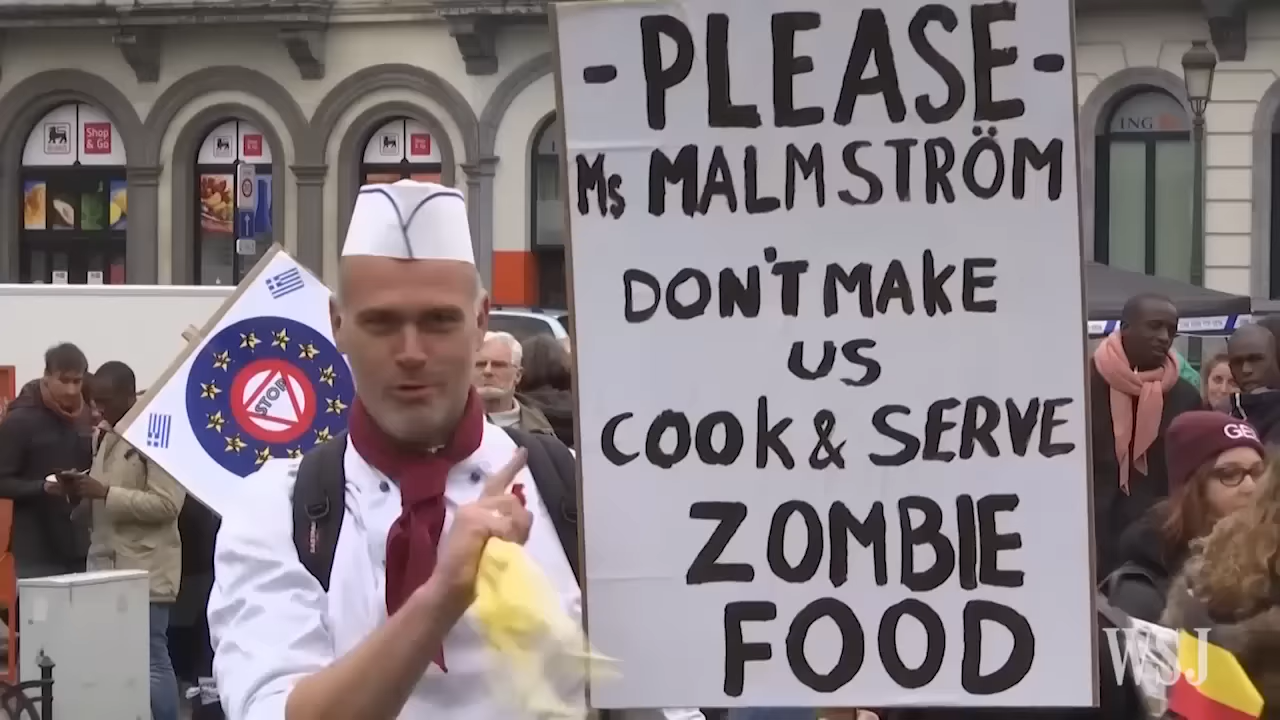 - PLEASE -
Ms MALMSTRÖM
DON'T MAKE
US
COOK & SERVE
ZOMBIE
FOOD
STOP
Shop
& Go
ING
GE
WSJ